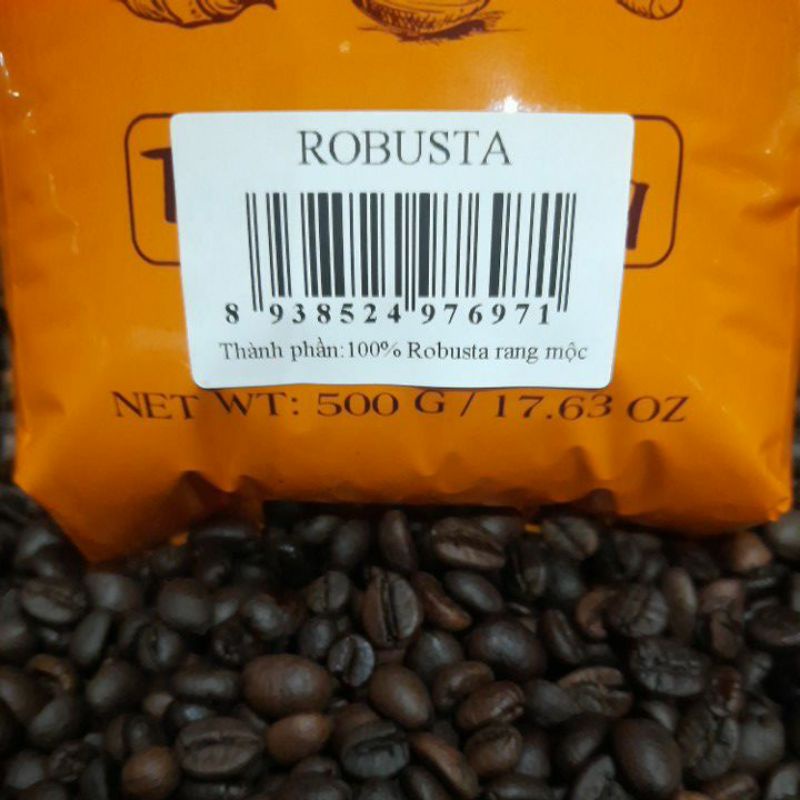 ROBUSTA
8 938524 976971
Thành phần:100% Robusta rang mộc
NET WT: 500 G / 17.63 OZ